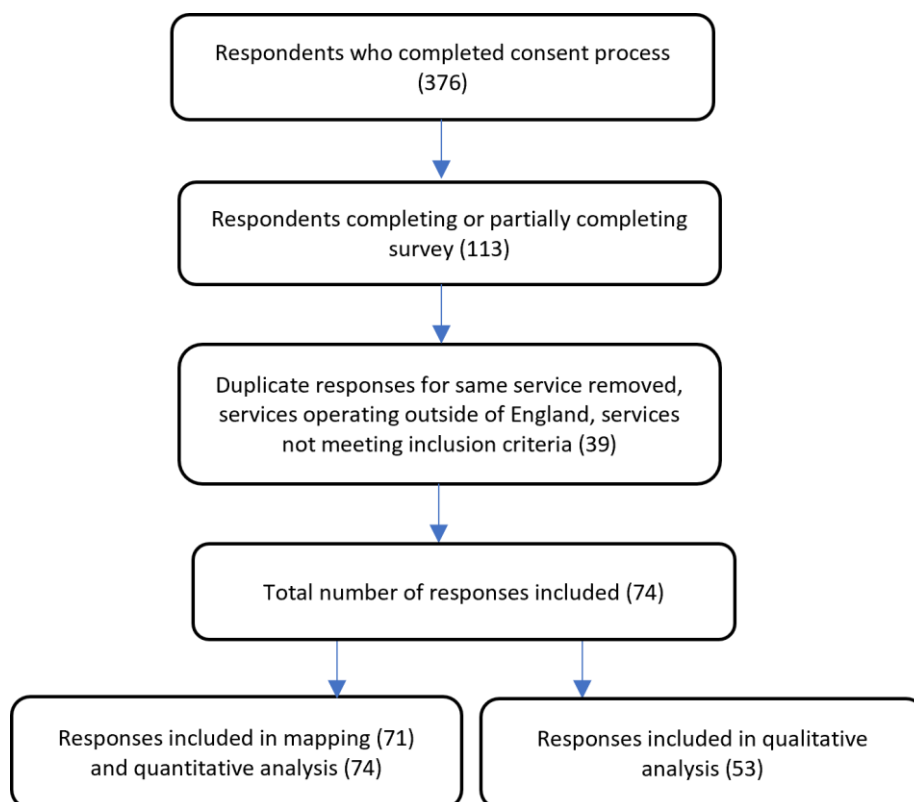 Respondents who completed consent process
(376)
Respondents completing or partially completing
survey (113)
Duplicate responses for same service removed,
services operating outside of England, services
not meeting inclusion criteria (39)
Total number of responses included (74)
Responses included in mapping (71)
and quantitative analysis (74)
Responses included in qualitative
analysis (53)